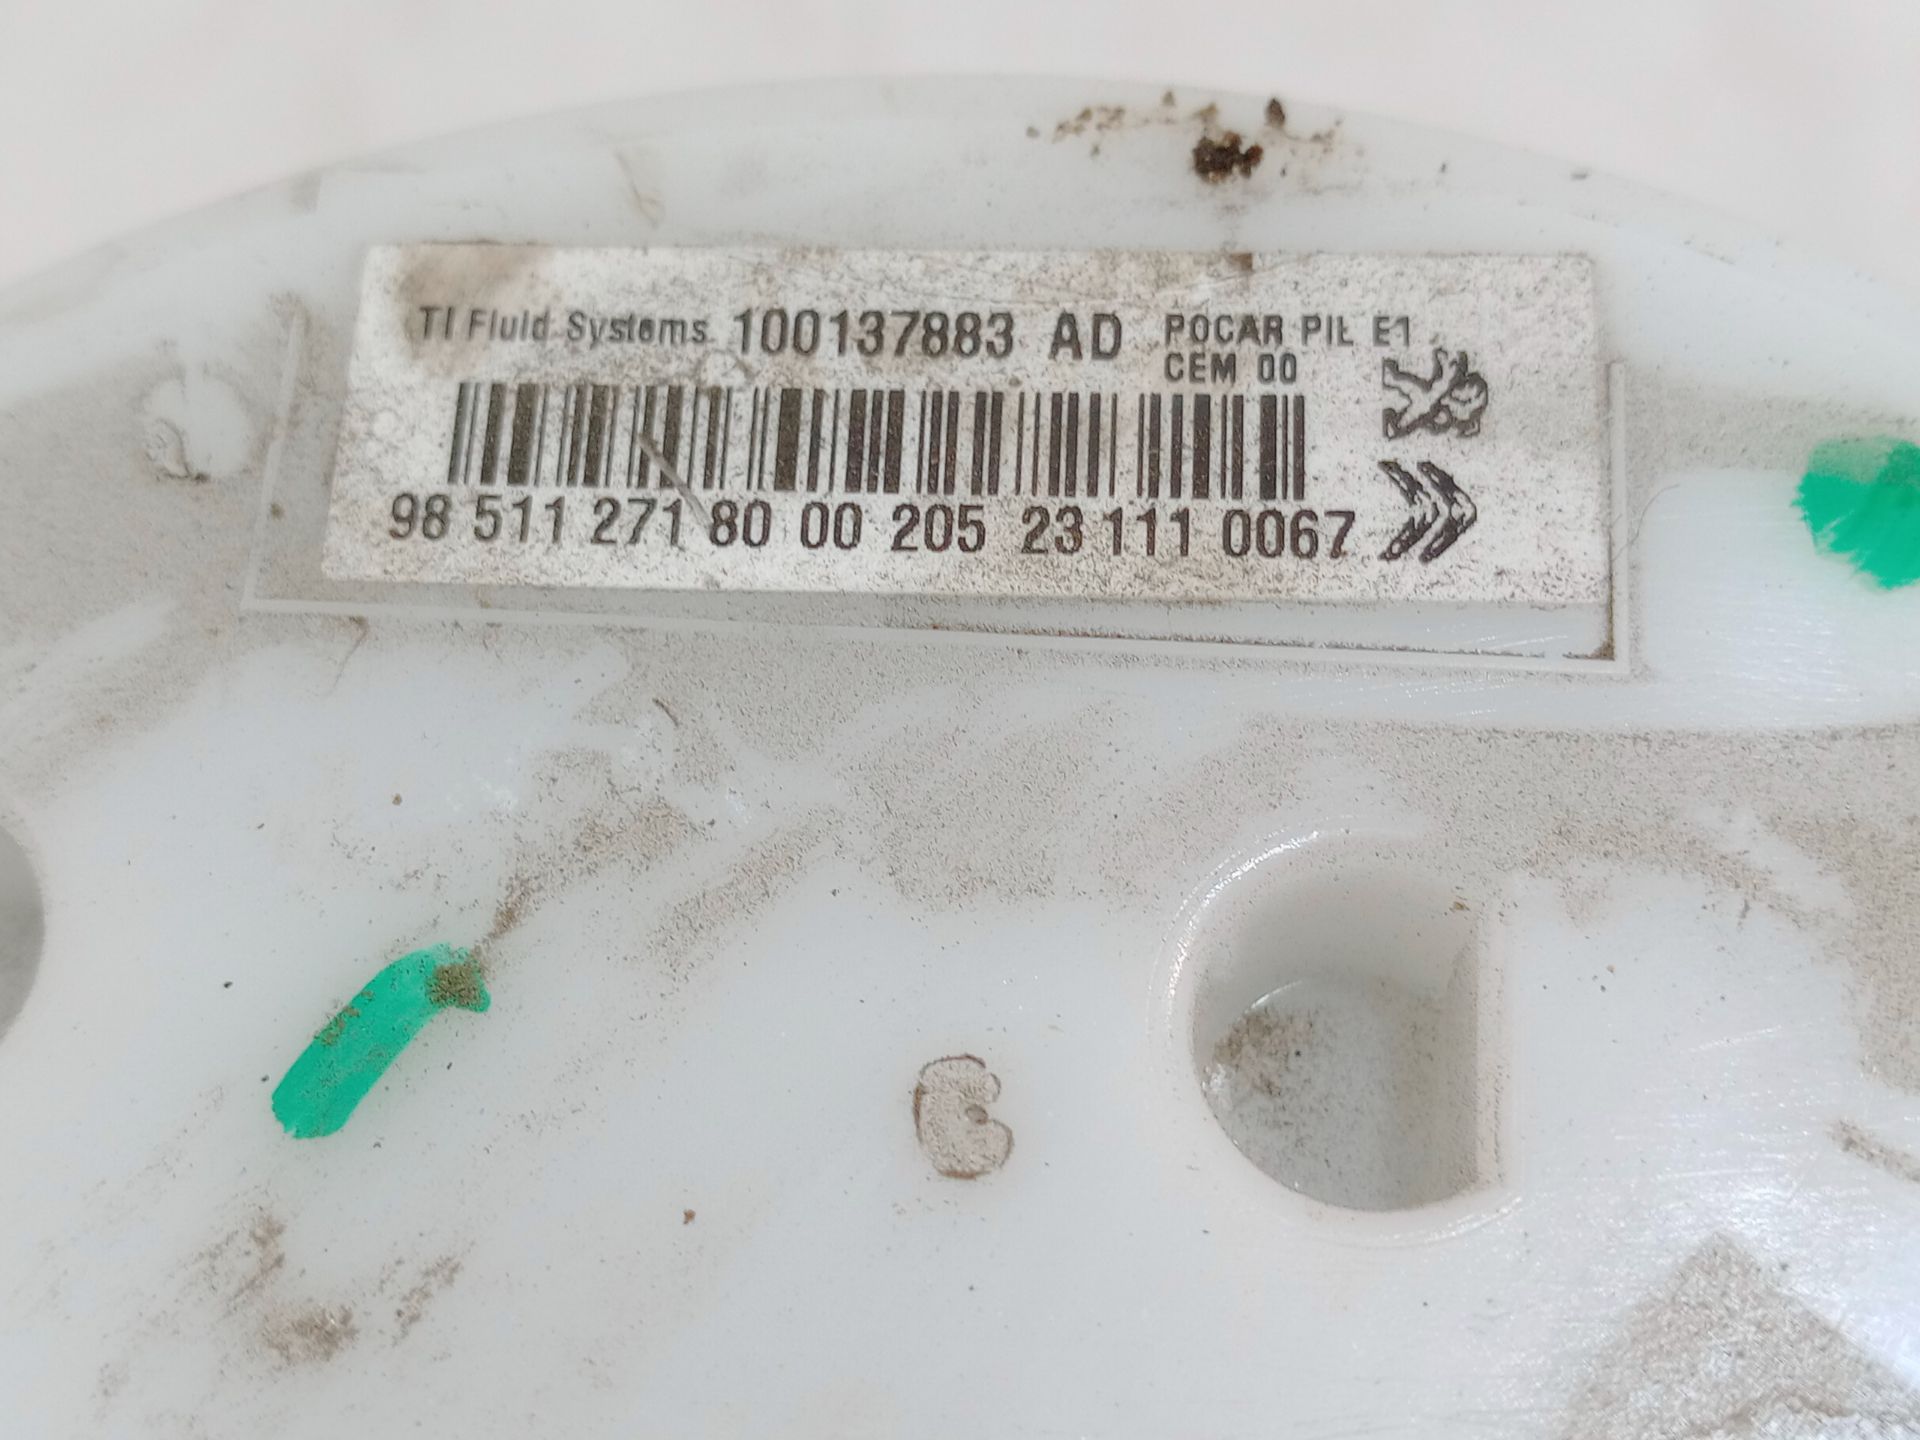 TI Fluid Systems 100137883 AD POCAR PIL E1
CEM 00
98 511 271 80 00 205 23 111 0067